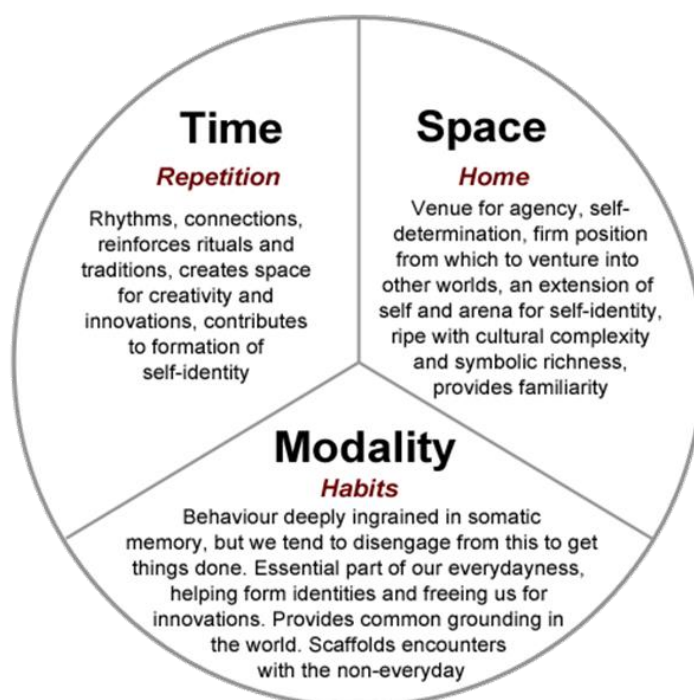 Time
Repetition
Rhythms, connections,
reinforces rituals and
traditions, creates space
for creativity and
innovations, contributes
to formation of
self-identity
Space
Home
Venue for agency, self-
determination, firm position
from which to venture into
other worlds, an extension of
self and arena for self-identity,
ripe with cultural complexity
and symbolic richness,
provides familiarity
Modality
Habits
Behaviour deeply ingrained in somatic
memory, but we tend to disengage from this to get
things done. Essential part of our everydayness,
helping form identities and freeing us for
innovations. Provides common grounding in
the world. Scaffolds encounters
with the non-everyday